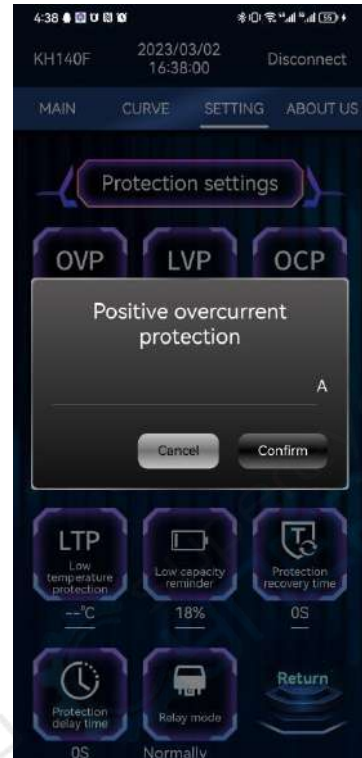 4:38
55
KH140F
2023/03/02
16:38:00
Disconnect
MAIN
CURVE
SETTING
ABOUT US
Protection settings
OVP
LVP
OCP
Positive overcurrent
protection
A
Cancel
Confirm
LTP
Low
temperature
protection
--°C
Low capacity
reminder
18%
T
Protection
recovery time
0S
Protection
delay time
0S
Relay mode
Normally
Return